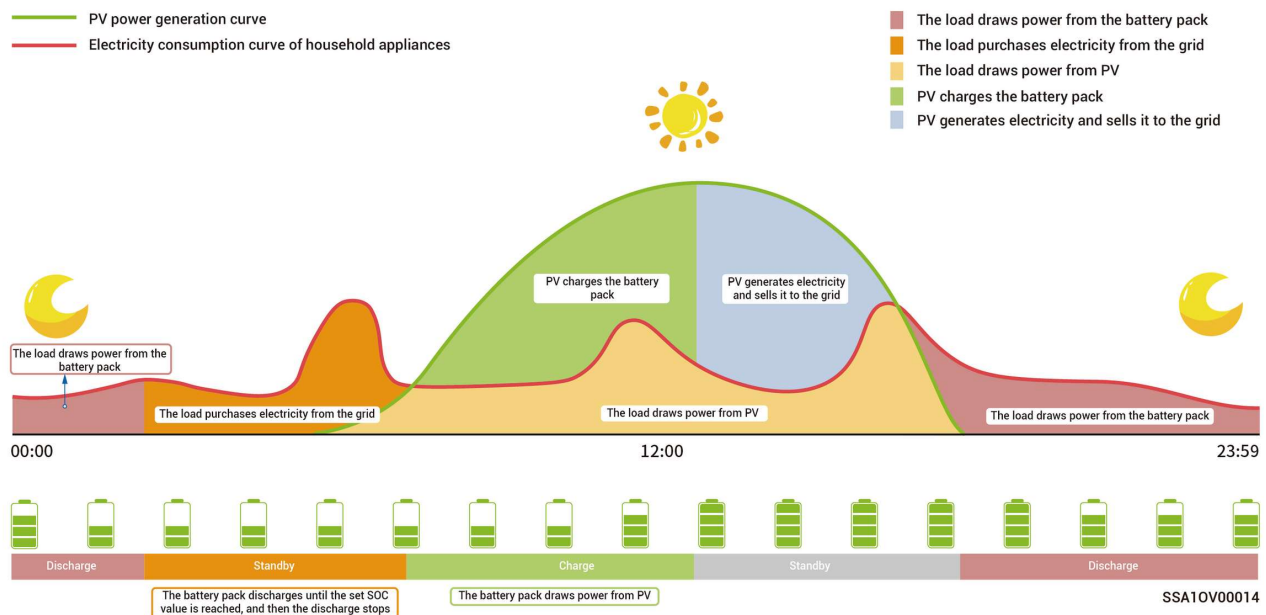 PV power generation curve
Electricity consumption curve of household appliances
The load draws power from the battery pack
The load purchases electricity from the grid
The load draws power from PV
PV charges the battery pack
PV generates electricity and sells it to the grid
PV charges the battery
pack
PV generates electricity
and sells it to the grid
The load draws power from the
battery pack
The load purchases electricity from the grid
The load draws power from PV
The load draws power from the battery pack
00:00
12:00
23:59
Discharge
Standby
Charge
Standby
Discharge
The battery pack discharges until the set SOC
value is reached, and then the discharge stops
The battery pack draws power from PV
SSA1OV00014